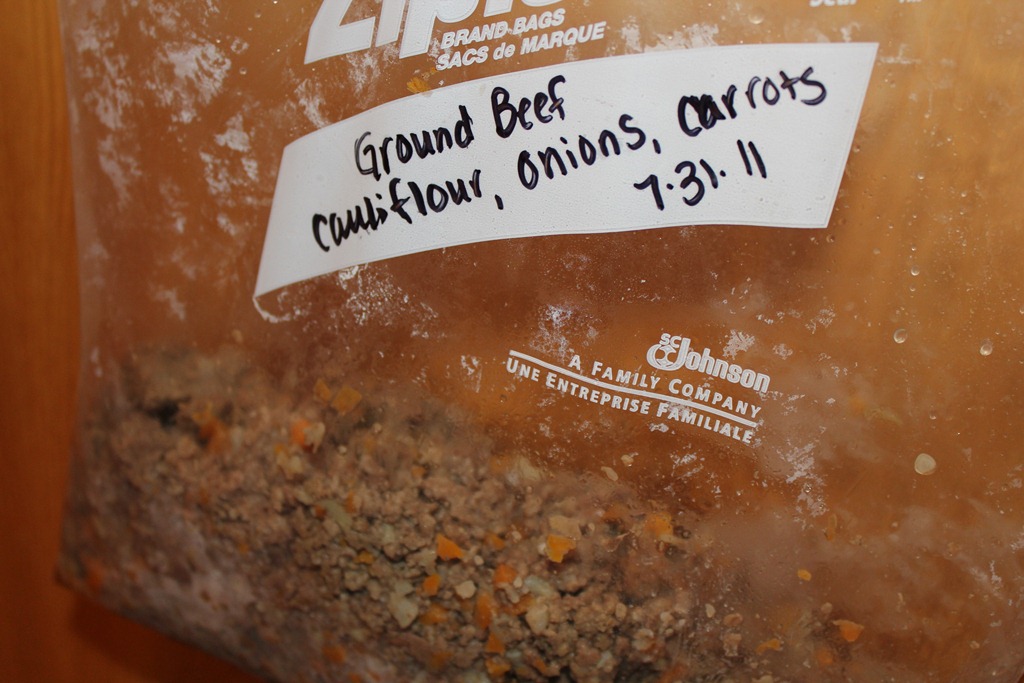 Ziplo
BRAND BAGS
SACS de MARQUE
Ground Beef
cauliflour, onions, carrots
7.31.11
SC Johnson
A FAMILY COMPANY
UNE ENTREPRISE FAMILIALE